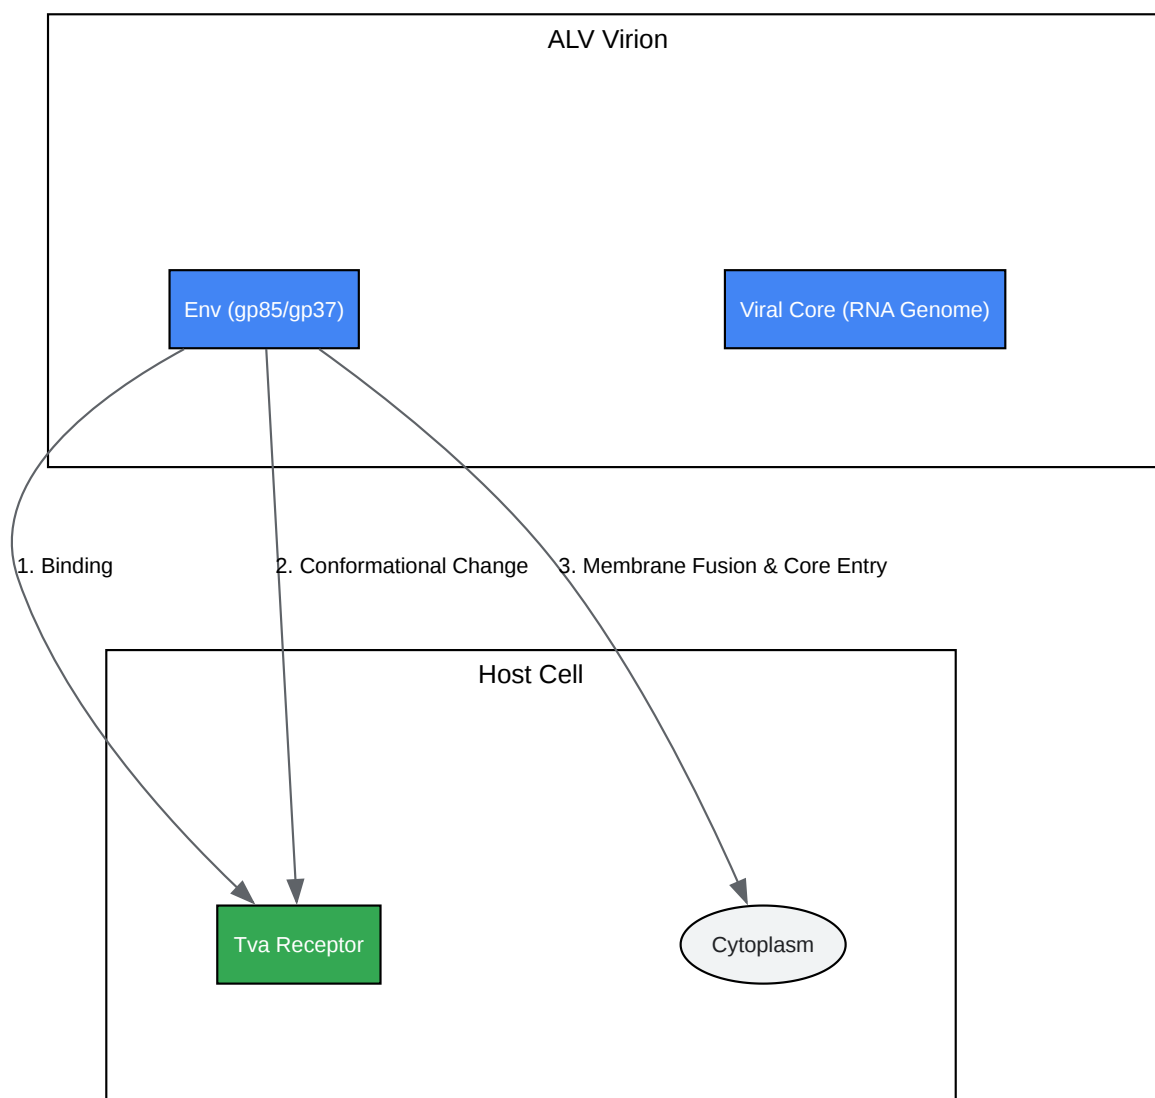 ALV Virion
Env (gp85/gp37)
Viral Core (RNA Genome)
1. Binding
2. Conformational Change
3. Membrane Fusion & Core Entry
Host Cell
Tva Receptor
Cytoplasm